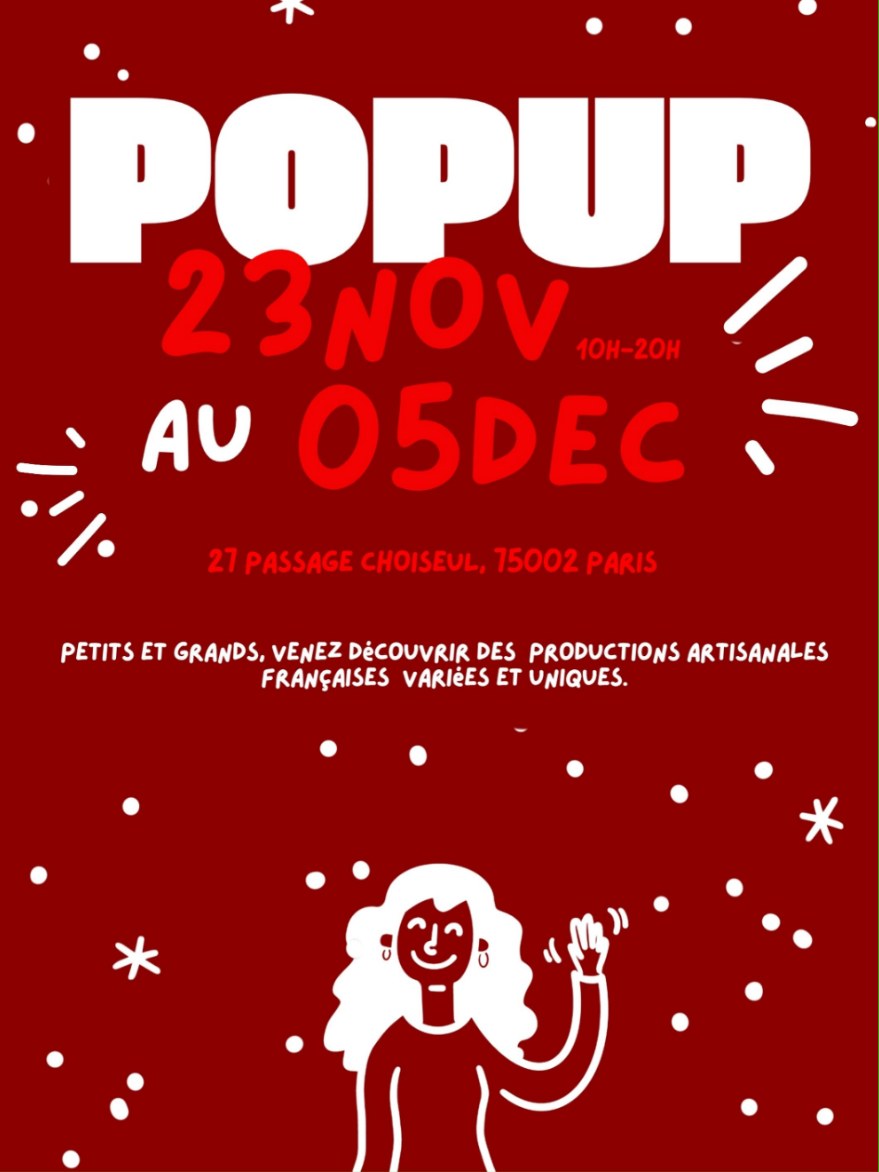 POPUP
23NOV 10H-20H
AU 05DEC
27 PASSAGE CHOISEUL, 75002 PARIS
PETITS ET GRANDS, VENEZ DéCOUVRIR DES PRODUCTIONS ARTISANALES
FRANÇAISES VARIéES ET UNIQUES.